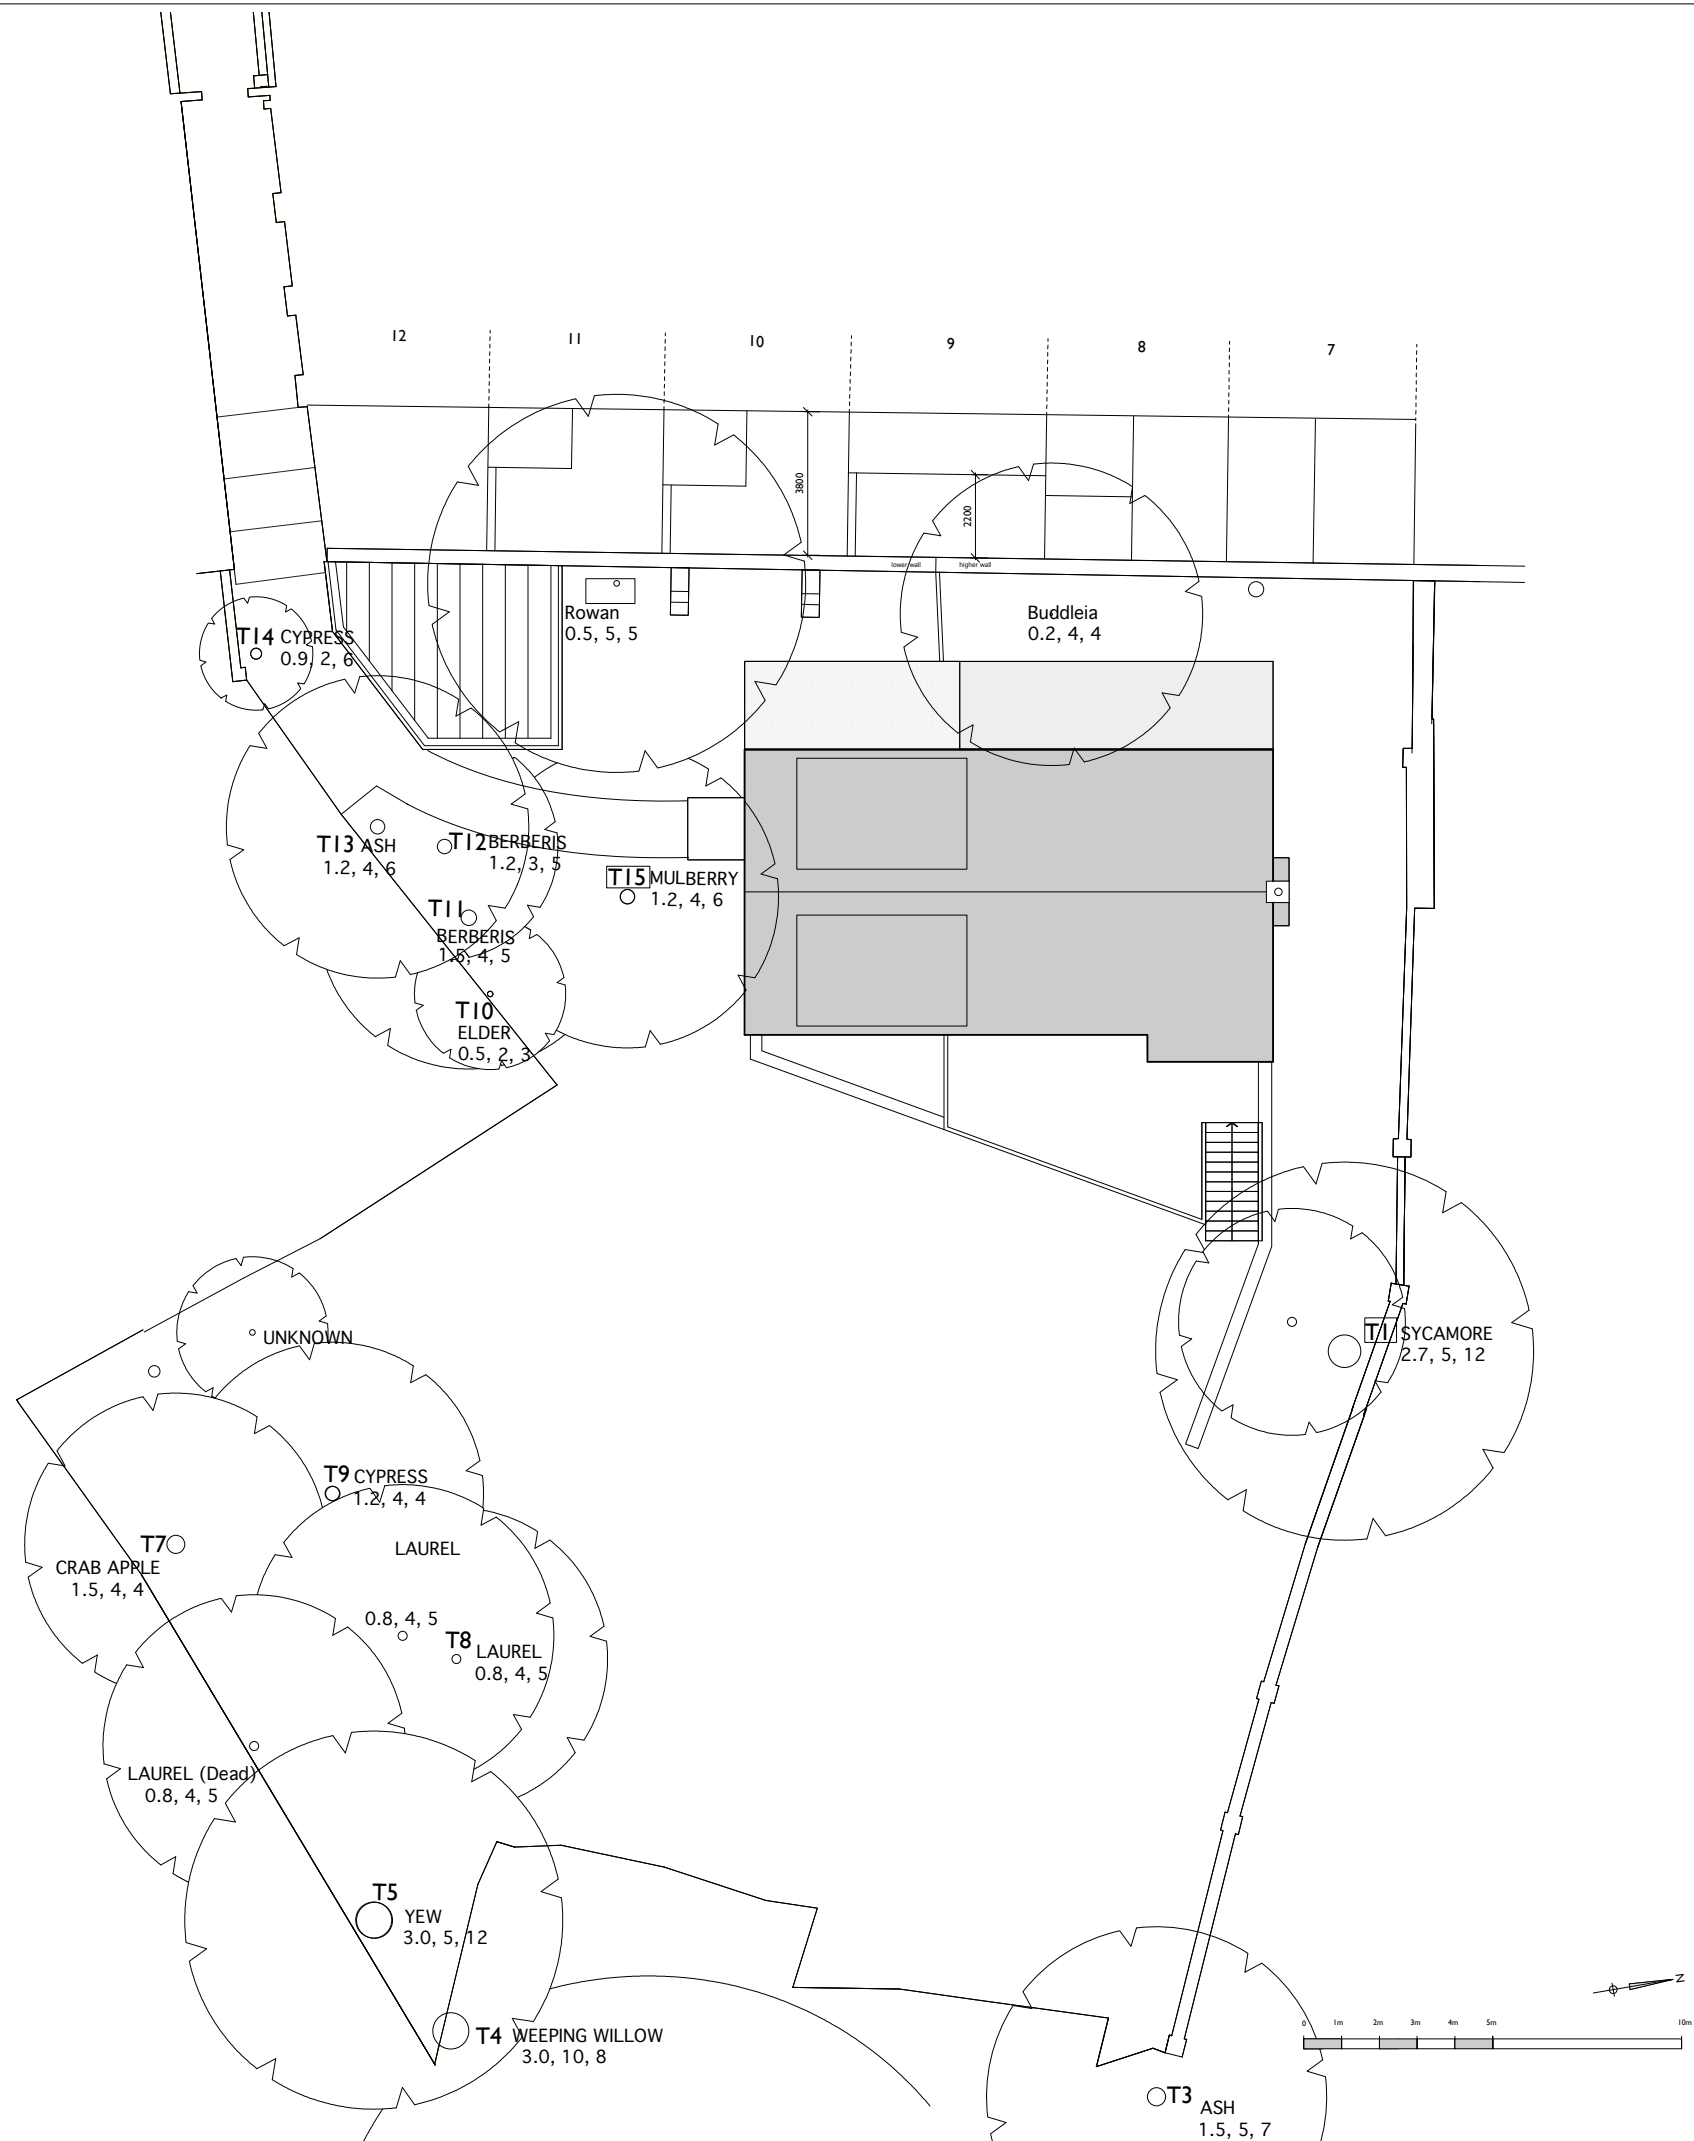 12
11
10
9
8
7
3800
2200
lower wall
higher wall
Rowan
0.5, 5, 5
Buddleia
0.2, 4, 4
T14 CYPRESS
0.9, 2, 6
T13 ASH
1.2, 4, 6
T12 BERBERIS
1.2, 3, 5
T15 MULBERRY
1.2, 4, 6
T11
BERBERIS
1.5, 4, 5
T10
ELDER
0.5, 2, 3
UNKNOWN
T1 SYCAMORE
2.7, 5, 12
T9 CYPRESS
1.2, 4, 4
T7
CRAB APPLE
1.5, 4, 4
LAUREL
0.8, 4, 5
T8 LAUREL
0.8, 4, 5
LAUREL (Dead)
0.8, 4, 5
T5
YEW
3.0, 5, 12
T4 WEEPING WILLOW
3.0, 10, 8
T3 ASH
1.5, 5, 7
N
0 1m 2m 3m 4m 5m 10m